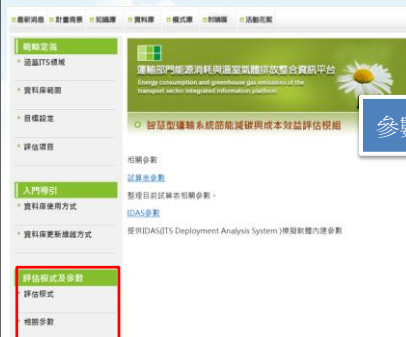 最新消息 計畫背景 知識庫 資料庫 模式庫 討論區 活動花絮
範疇定義
涵蓋ITS領域
資料庫範圍
目標設定
評估項目
入門導引
資料庫使用方式
資料庫更新維護方式
評估模式及參數
評估模式
相關參數
運輸部門能源消耗與溫室氣體排放整合資訊平台
Energy consumption and greenhouse gas emissions of the
transport sector integrated information platform
智慧型運輸系統節能減碳與成本效益評估模組
參數
相關參數
試算表參數
整理目前試算表相關參數。
IDAS參數
提供IDAS(ITS Deployment Analysis System )模擬軟體內建參數